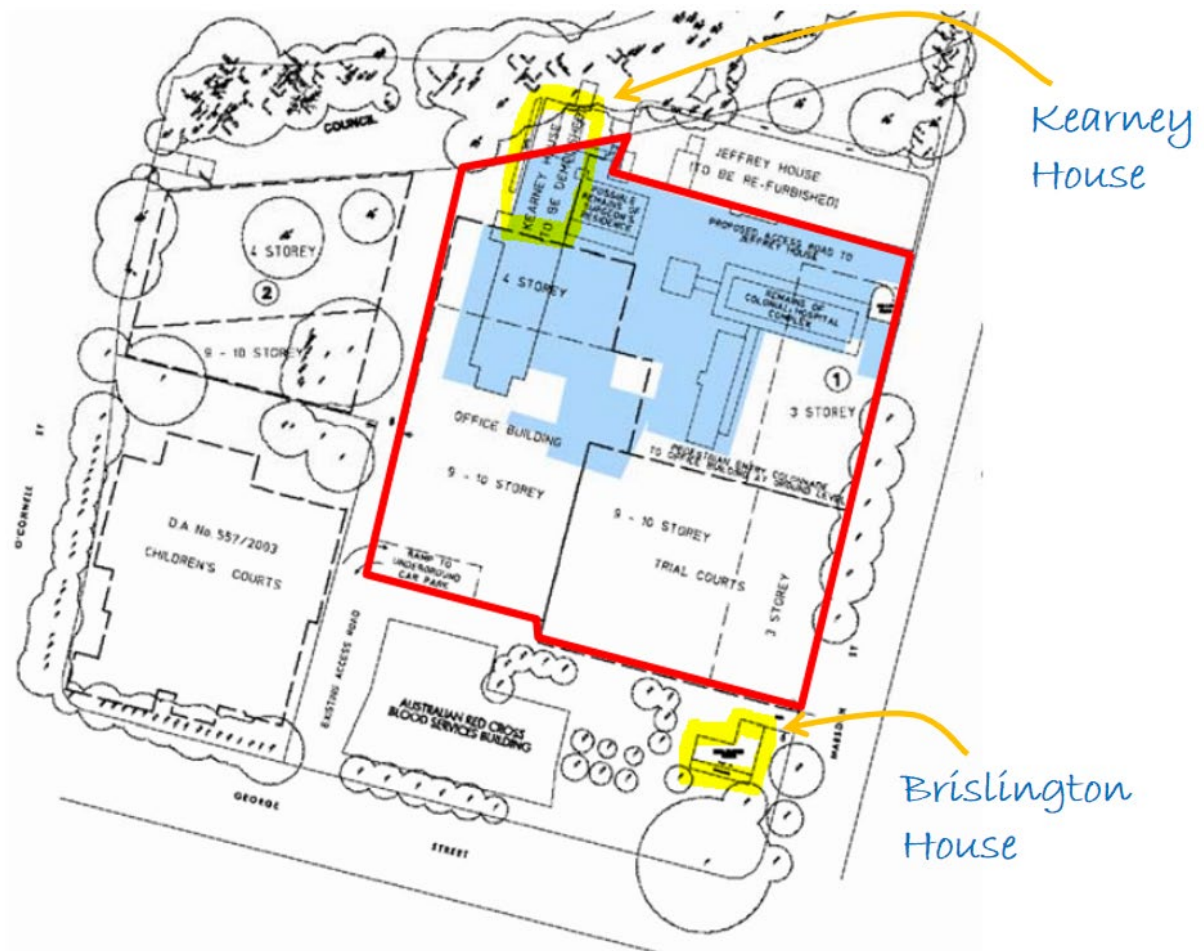 Kearney
House
COUNCIL
KEARNEY HOUSE
TO BE DEMOLISHED
JEFFREY HOUSE
(TO BE RE-FURBISHED)
POSSIBLE
REMAINS OF
SURGEON'S
RESIDENCE
PROPOSED ACCESS ROAD TO
JEFFREY HOUSE
4 STOREY
2
9 - 10 STOREY
4 STOREY
REMAINS OF
COLONIAL HOSPITAL
COMPLEX
1
3 STOREY
OFFICE BUILDING
9 - 10 STOREY
PEDESTRIAN ENTRY COLONNADE
TO OFFICE BUILDING AT GROUND LEVEL
9 - 10 STOREY
TRIAL COURTS
3 STOREY
D.A. No. 557/2003
CHILDREN'S COURTS
RAMP TO
UNDERGROUND
CAR PARK
O'CONNELL ST
EXISTING ACCESS ROAD
AUSTRALIAN RED CROSS
BLOOD SERVICES BUILDING
MARSDEN ST
GEORGE STREET
Brislington
House